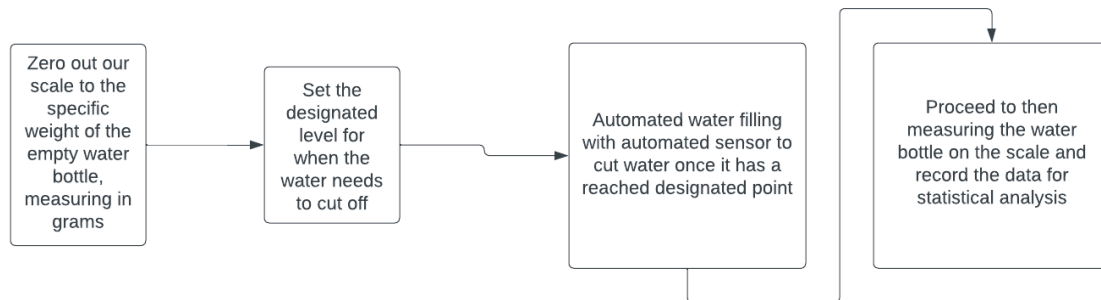 Zero out our
scale to the
specific
weight of the
empty water
bottle,
measuring in
grams
Set the
designated
level for
when the
water needs
to cut off
Automated water filling
with automated sensor to
cut water once it has a
reached designated point
Proceed to then
measuring the water
bottle on the scale and
record the data for
statistical analysis